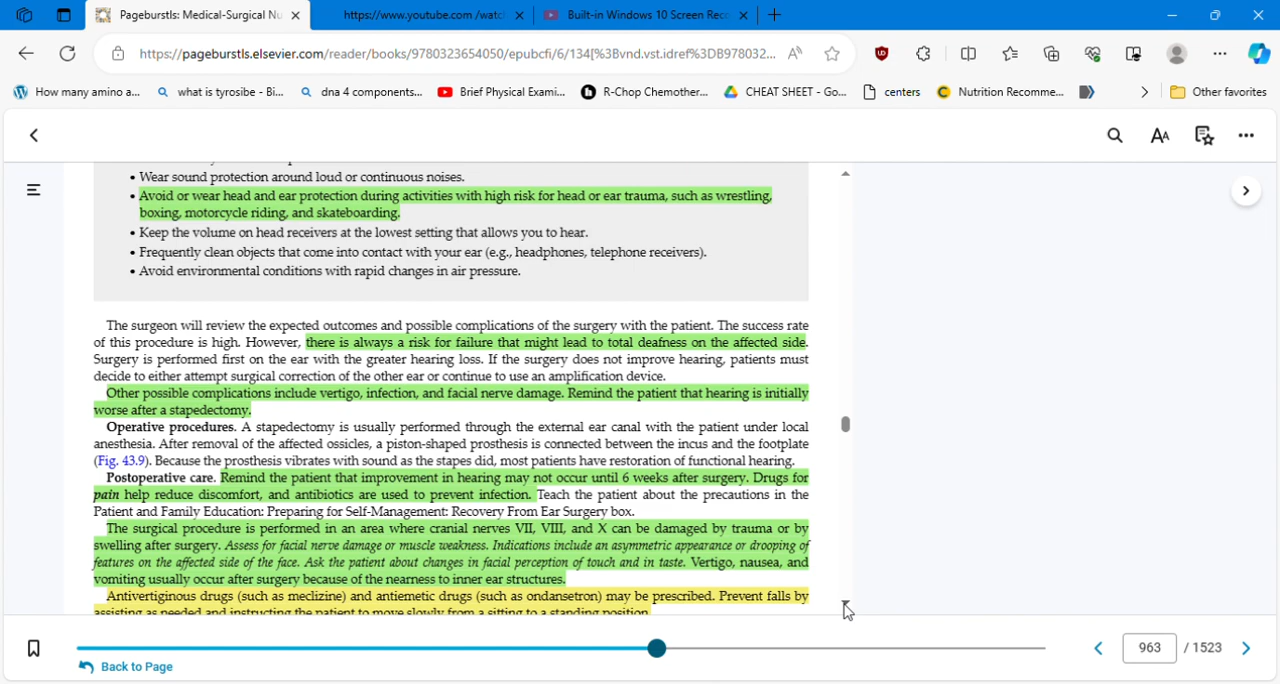 Pageburstls: Medical-Surgical Nu
https://www.youtube.com/watc
Built-in Windows 10 Screen Rec
https://pageburstls.elsevier.com/reader/books/9780323654050/epubcfi/6/134[%3Bvnd.vst.idref%3DB978032...
How many amino a...
what is tyrosibe - Bi...
dna 4 components...
Brief Physical Exami...
R-Chop Chemother...
CHEAT SHEET - Go...
centers
Nutrition Recomme...
Other favorites
• Wear sound protection around loud or continuous noises.
• Avoid or wear head and ear protection during activities with high risk for head or ear trauma, such as wrestling,
boxing, motorcycle riding, and skateboarding.
• Keep the volume on head receivers at the lowest setting that allows you to hear.
• Frequently clean objects that come into contact with your ear (e.g., headphones, telephone receivers).
• Avoid environmental conditions with rapid changes in air pressure.
The surgeon will review the expected outcomes and possible complications of the surgery with the patient. The success rate
of this procedure is high. However, there is always a risk for failure that might lead to total deafness on the affected side.
Surgery is performed first on the ear with the greater hearing loss. If the surgery does not improve hearing, patients must
decide to either attempt surgical correction of the other ear or continue to use an amplification device.
Other possible complications include vertigo, infection, and facial nerve damage. Remind the patient that hearing is initially
worse after a stapedectomy.
Operative procedures. A stapedectomy is usually performed through the external ear canal with the patient under local
anesthesia. After removal of the affected ossicles, a piston-shaped prosthesis is connected between the incus and the footplate
(Fig. 43.9). Because the prosthesis vibrates with sound as the stapes did, most patients have restoration of functional hearing.
Postoperative care. Remind the patient that improvement in hearing may not occur until 6 weeks after surgery. Drugs for
pain help reduce discomfort, and antibiotics are used to prevent infection. Teach the patient about the precautions in the
Patient and Family Education: Preparing for Self-Management: Recovery From Ear Surgery box.
The surgical procedure is performed in an area where cranial nerves VII, VIII, and X can be damaged by trauma or by
swelling after surgery. Assess for facial nerve damage or muscle weakness. Indications include an asymmetric appearance or drooping of
features on the affected side of the face. Ask the patient about changes in facial perception of touch and in taste. Vertigo, nausea, and
vomiting usually occur after surgery because of the nearness to inner ear structures.
Antivertiginous drugs (such as meclizine) and antiemetic drugs (such as ondansetron) may be prescribed. Prevent falls by
assisting as needed and instructing the patient to move slowly from a sitting to a standing position.
963 / 1523
Back to Page